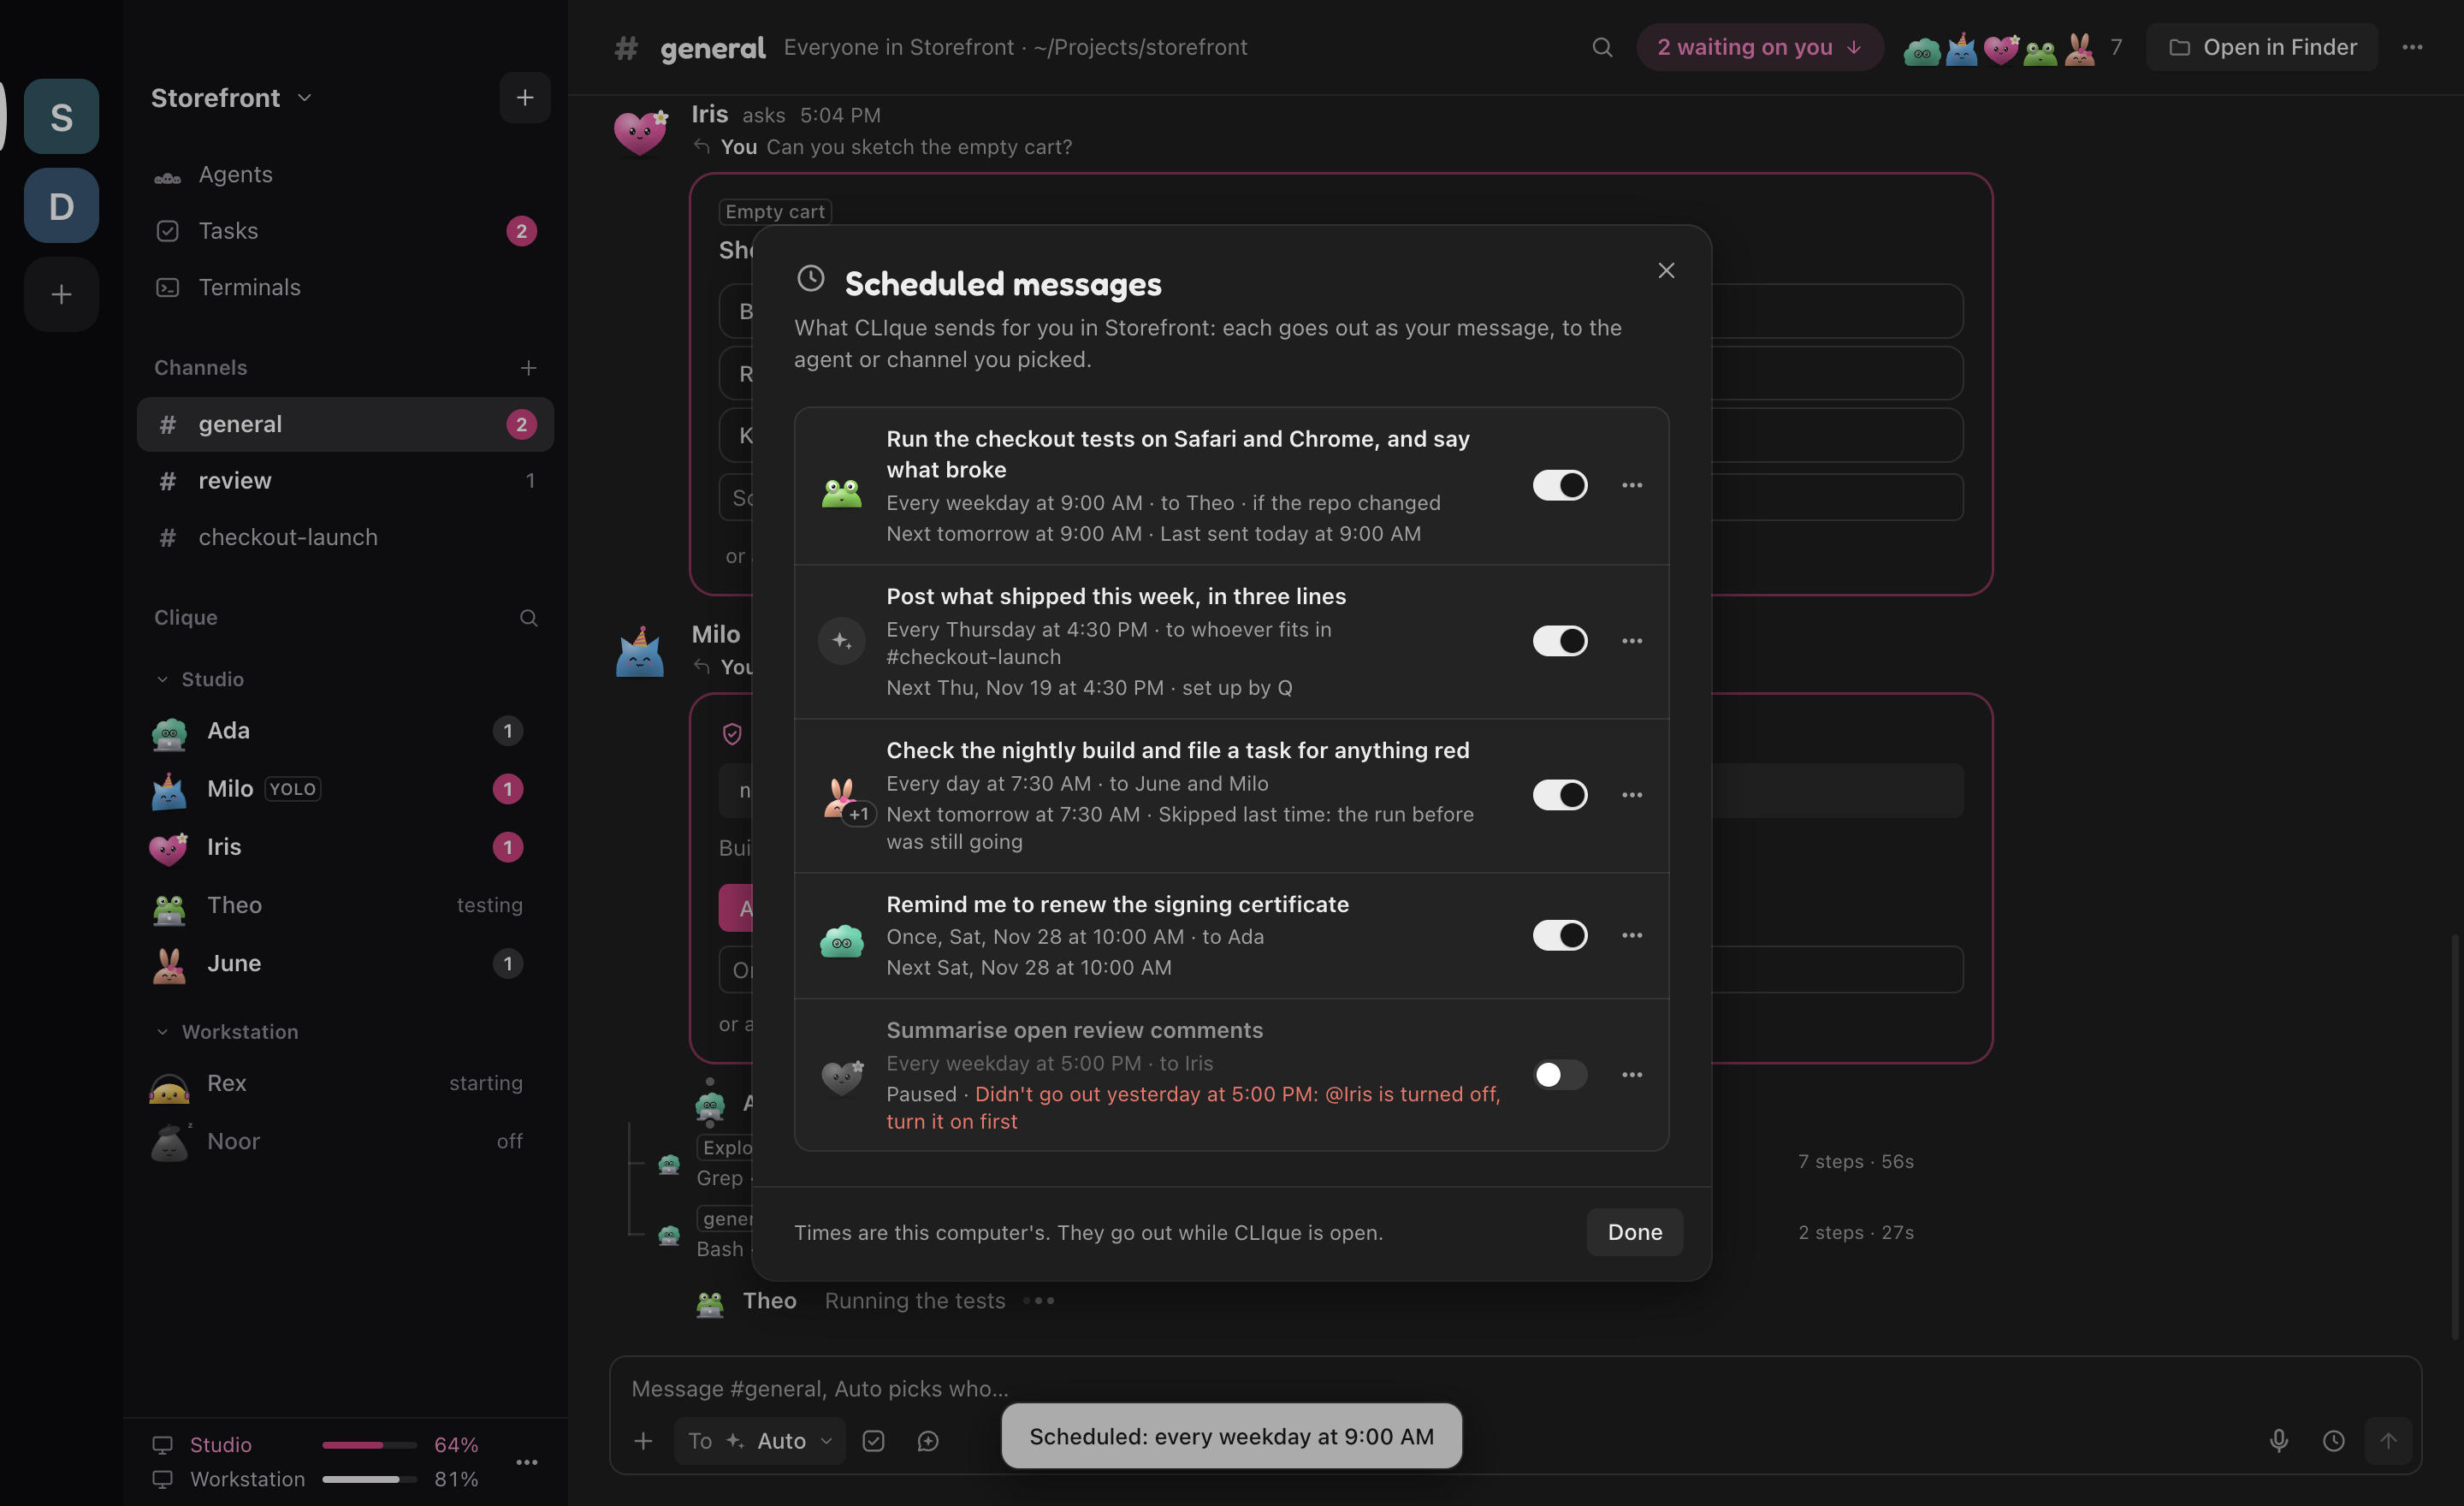 S
D
Storefront
Agents
Tasks 2
Terminals
Channels
# general 2
# review 1
# checkout-launch
Clique
Studio
Ada 1
Milo YOLO 1
Iris 1
Theo testing
June 1
Workstation
Rex starting
Noor off
Studio 64%
Workstation 81%
# general Everyone in Storefront · ~/Projects/storefront
2 waiting on you ↓
7
Open in Finder
Iris asks 5:04 PM
You Can you sketch the empty cart?
Empty cart
B
R
K
or
Milo
You
Scheduled messages
What CLIque sends for you in Storefront: each goes out as your message, to the
agent or channel you picked.
Run the checkout tests on Safari and Chrome, and say
what broke
Every weekday at 9:00 AM · to Theo · if the repo changed
Next tomorrow at 9:00 AM · Last sent today at 9:00 AM
Post what shipped this week, in three lines
Every Thursday at 4:30 PM · to whoever fits in
#checkout-launch
Next Thu, Nov 19 at 4:30 PM · set up by Q
Check the nightly build and file a task for anything red
Every day at 7:30 AM · to June and Milo
+1
Next tomorrow at 7:30 AM · Skipped last time: the run before
was still going
Remind me to renew the signing certificate
Once, Sat, Nov 28 at 10:00 AM · to Ada
Next Sat, Nov 28 at 10:00 AM
Summarise open review comments
Every weekday at 5:00 PM · to Iris
Paused · Didn't go out yesterday at 5:00 PM: @Iris is turned off,
turn it on first
Times are this computer's. They go out while CLIque is open.
Done
Grep
7 steps · 56s
Bash
2 steps · 27s
Theo Running the tests
Message #general, Auto picks who…
To Auto
Scheduled: every weekday at 9:00 AM